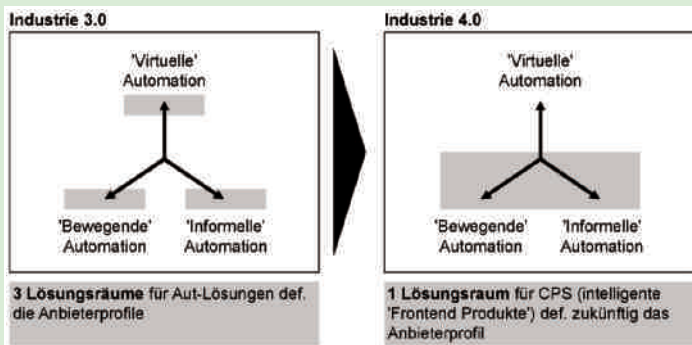 Industrie 3.0
'Virtuelle'
Automation
'Bewegende'
Automation
'Informelle'
Automation
3 Lösungsräume für Aut-Lösungen def.
die Anbieterprofile
Industrie 4.0
'Virtuelle'
Automation
'Bewegende'
Automation
'Informelle'
Automation
1 Lösungsraum für CPS (intelligente
'Frontend Produkte') def. zukünftig das
Anbieterprofil